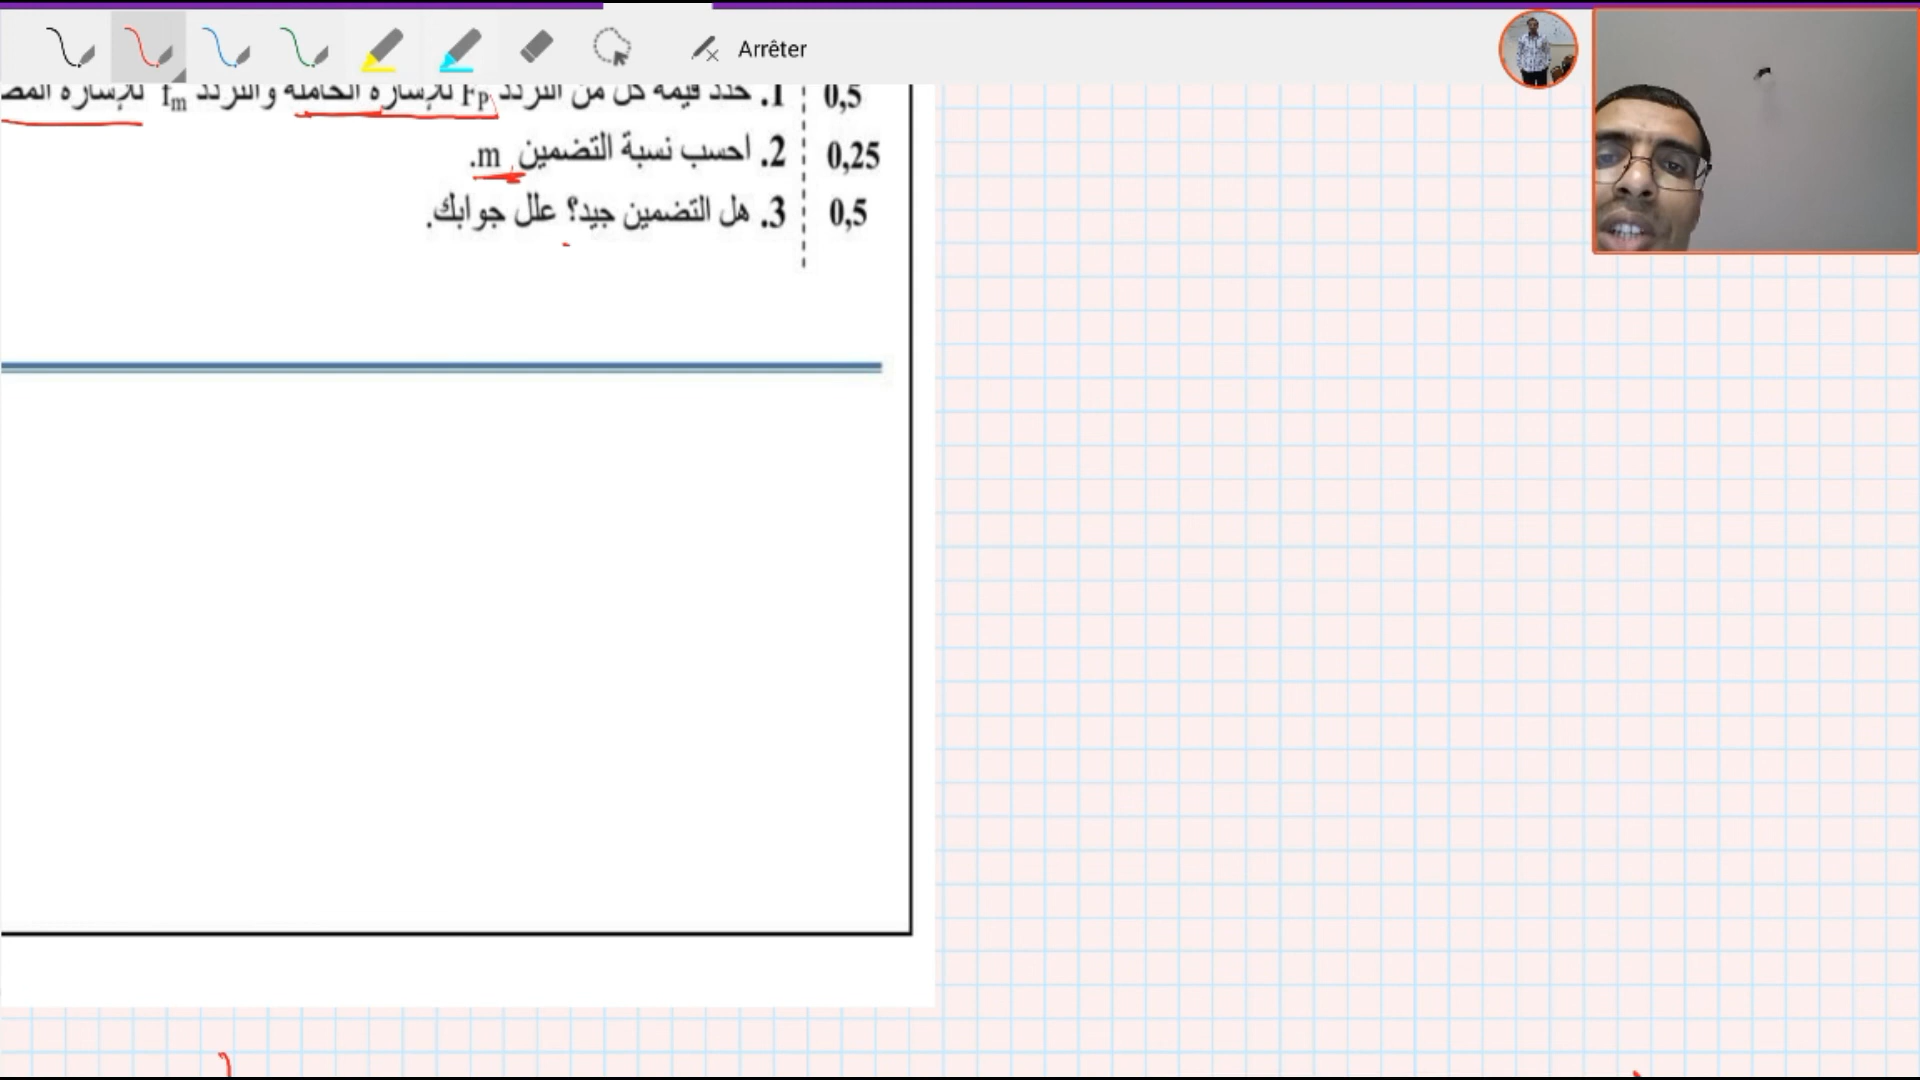 Arrêter
0,5 1. حدد قيمة كل من التردد FP للإشارة الحاملة والتردد fm للإشارة
0,25 2. احسب نسبة التضمين m.
0,5 3. هل التضمين جيد؟ علل جوابك.